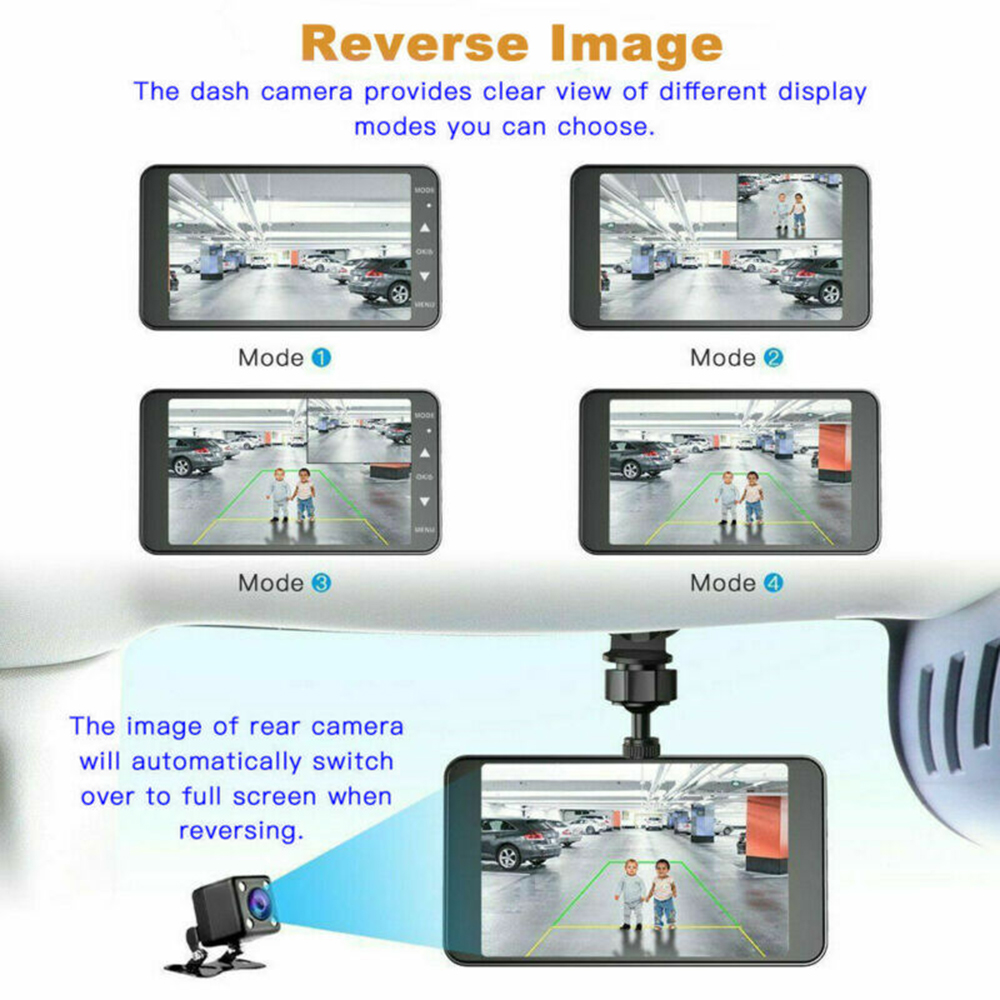 Reverse Image
The dash camera provides clear view of different display
modes you can choose.
MODE
OK/
MENU
Mode 1
Mode 2
MODE
OK/
MENU
Mode 3
Mode 4
The image of rear camera
will automatically switch
over to full screen when
reversing.